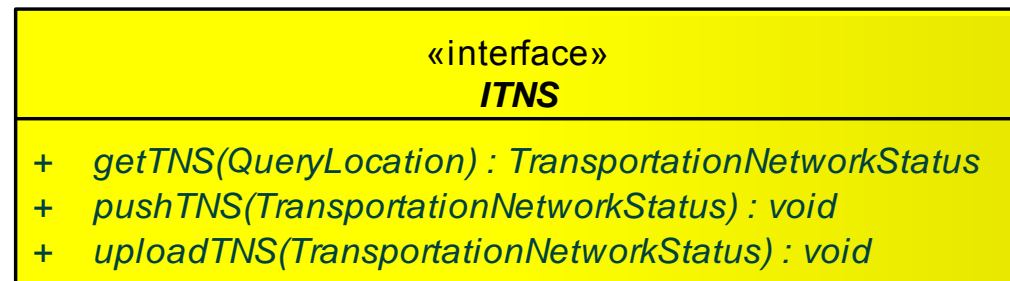 «interface»
ITNS
+ getTNS(QueryLocation) : TransportationNetworkStatus
+ pushTNS(TransportationNetworkStatus) : void
+ uploadTNS(TransportationNetworkStatus) : void